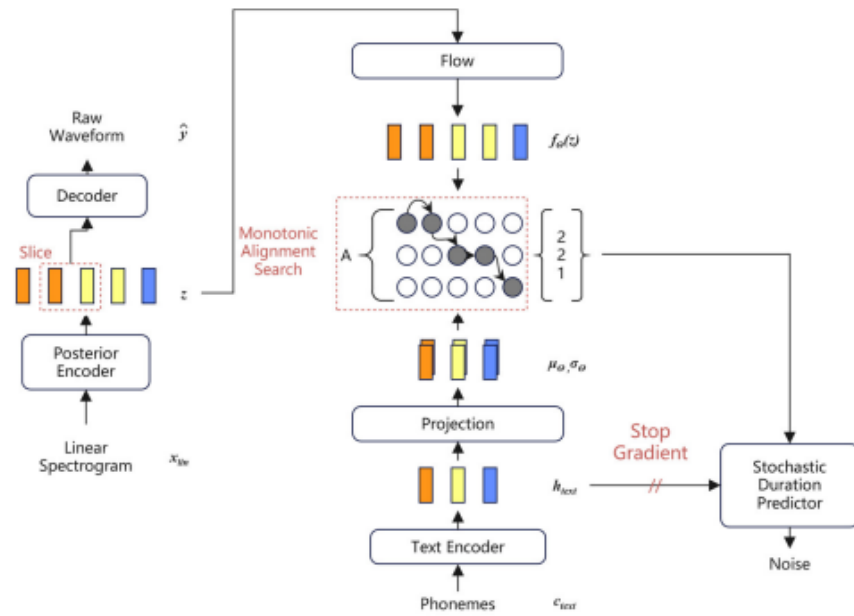 Flow
Raw
Waveform
ŷ
f_Θ(z)
Decoder
Monotonic
Alignment
Search
A
2
2
1
Slice
z
Posterior
Encoder
μ_Θ, σ_Θ
Projection
Linear
Spectrogram
x_lin
Stop
Gradient
h_text
//
Stochastic
Duration
Predictor
Text Encoder
Noise
Phonemes
c_text